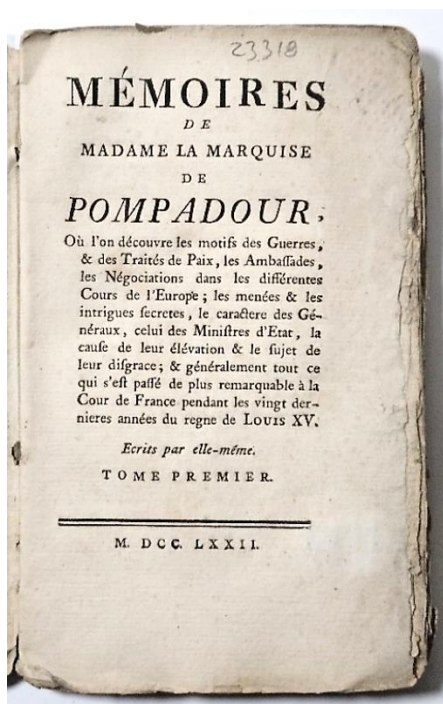 23318
MÉMOIRES
DE
MADAME LA MARQUISE
DE
POMPADOUR,
Où l'on découvre les motifs des Guerres,
& des Traités de Paix, les Ambaſſades,
les Négociations dans les différentes
Cours de l'Europe ; les menées & les
intrigues ſecretes, le caractere des Gé-
néraux, celui des Miniſtres d'Etat, la
cauſe de leur élévation & le ſujet de
leur diſgrace ; & généralement tout ce
qui s'eſt paſſé de plus remarquable à la
Cour de France pendant les vingt der-
nieres années du regne de LOUIS XV.
Ecrits par elle-même.
TOME PREMIER.
M. DCC. LXXII.